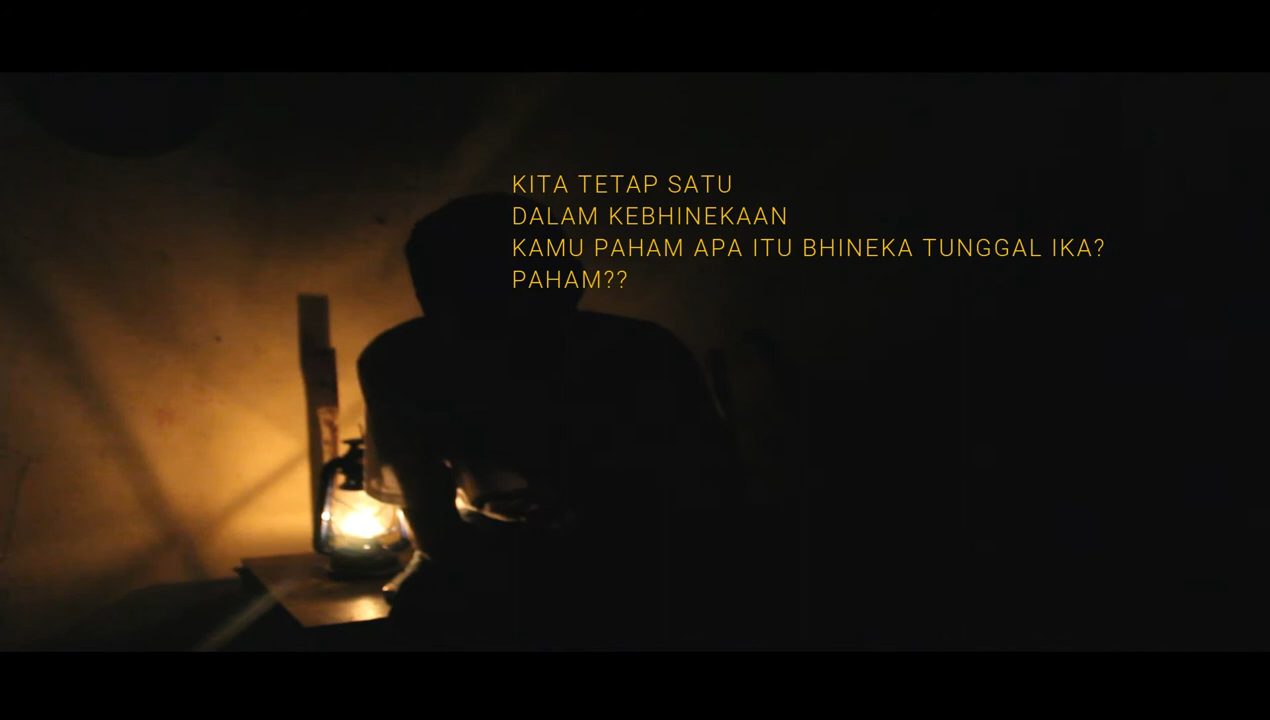 KITA TETAP SATU
DALAM KEBHINEKAAN
KAMU PAHAM APA ITU BHINEKA TUNGGAL IKA?
PAHAM??